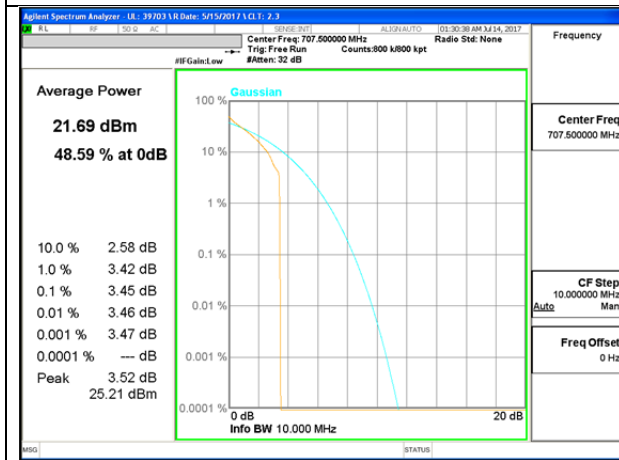 Agilent Spectrum Analyzer - UL: 39703 \ R Date: 5/15/2017 \ CLT: 2.3
RL RF 50 Ω AC SENSE:INT ALIGN AUTO 01:30:38 AM Jul 14, 2017
Center Freq: 707.500000 MHz Radio Std: None
Trig: Free Run Counts:800 k/800 kpt
#IFGain:Low #Atten: 32 dB
Frequency
Average Power
21.69 dBm
48.59 % at 0dB
10.0 % 2.58 dB
1.0 % 3.42 dB
0.1 % 3.45 dB
0.01 % 3.46 dB
0.001 % 3.47 dB
0.0001 % --- dB
Peak 3.52 dB
25.21 dBm
Gaussian
100 %
10 %
1 %
0.1 %
0.01 %
0.001 %
0.0001 %
0 dB 20 dB
Info BW 10.000 MHz
Center Freq
707.500000 MHz
CF Step
10.000000 MHz
Auto Man
Freq Offset
0 Hz
MSG STATUS